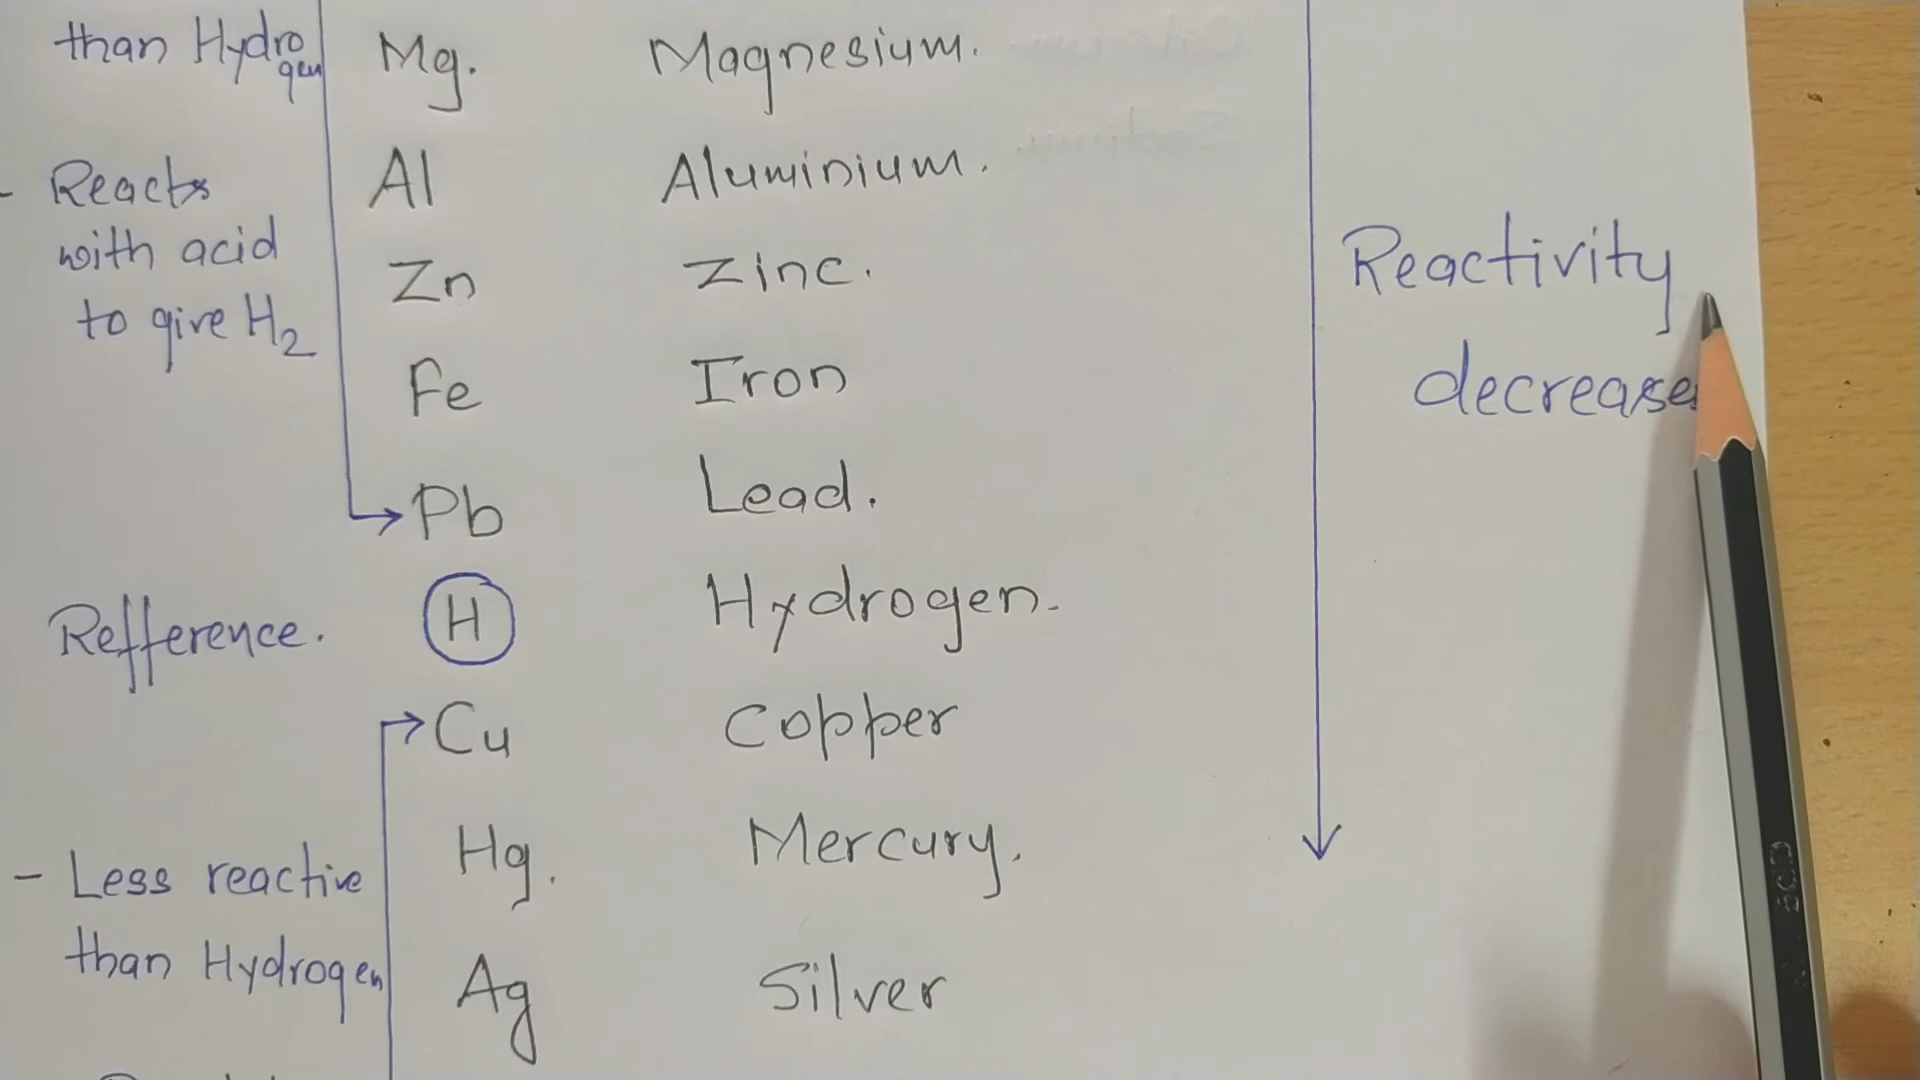 than Hydrogen
Mg. Magnesium.
Al Aluminium.
- Reacts
with acid
to give H2
Zn Zinc.
Reactivity
decrease
Fe Iron
Pb Lead.
Refference. H Hydrogen.
Cu Copper
Hg. Mercury.
- Less reactive
than Hydrogen
Ag Silver